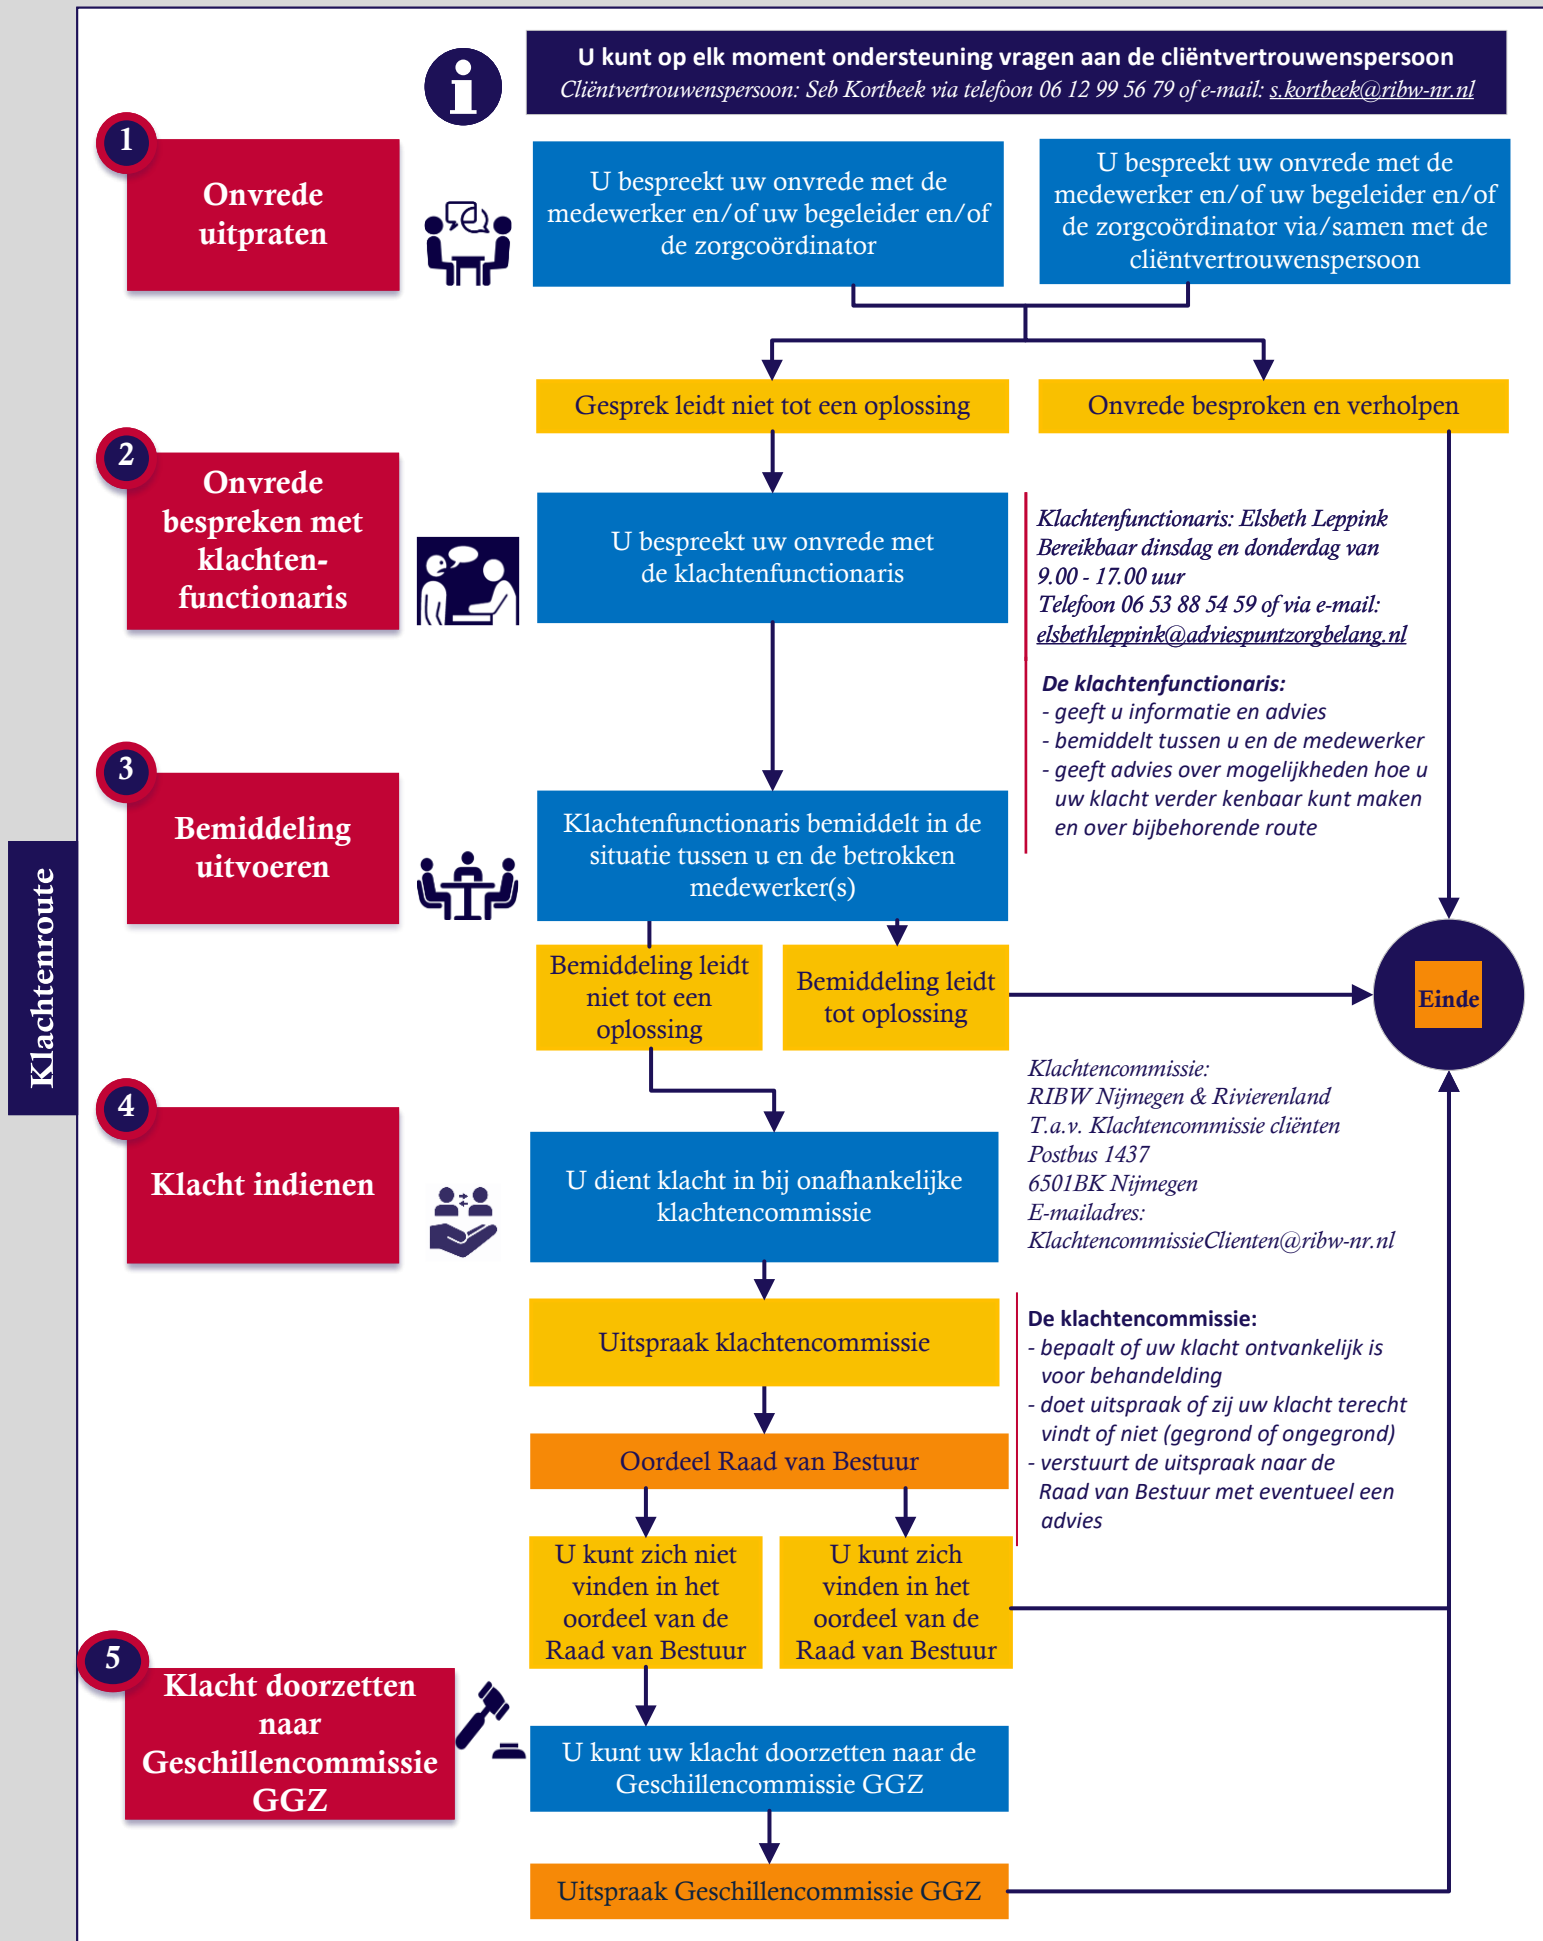 U kunt op elk moment ondersteuning vragen aan de cliëntvertrouwenspersoon
Cliëntvertrouwenspersoon: Seb Kortbeek via telefoon 06 12 99 56 79 of e-mail: s.kortbeek@ribw-nr.nl
1
Onvrede
uitpraten
U bespreekt uw onvrede met de
medewerker en/of uw begeleider en/of
de zorgcoördinator
U bespreekt uw onvrede met de
medewerker en/of uw begeleider en/of
de zorgcoördinator via/samen met de
cliëntvertrouwenspersoon
Gesprek leidt niet tot een oplossing
Onvrede besproken en verholpen
2
Onvrede
bespreken met
klachten-
functionaris
U bespreekt uw onvrede met
de klachtenfunctionaris
Klachtenfunctionaris: Elsbeth Leppink
Bereikbaar dinsdag en donderdag van
9.00 - 17.00 uur
Telefoon 06 53 88 54 59 of via e-mail:
elsbethleppink@adviespuntzorgbelang.nl
De klachtenfunctionaris:
- geeft u informatie en advies
- bemiddelt tussen u en de medewerker
- geeft advies over mogelijkheden hoe u
uw klacht verder kenbaar kunt maken
en over bijbehorende route
3
Bemiddeling
uitvoeren
Klachtenfunctionaris bemiddelt in de
situatie tussen u en de betrokken
medewerker(s)
Bemiddeling leidt
niet tot een
oplossing
Bemiddeling leidt
tot oplossing
Einde
Klachtenroute
4
Klacht indienen
U dient klacht in bij onafhankelijke
klachtencommissie
Klachtencommissie:
RIBW Nijmegen & Rivierenland
T.a.v. Klachtencommissie cliënten
Postbus 1437
6501BK Nijmegen
E-mailadres:
KlachtencommissieClienten@ribw-nr.nl
Uitspraak klachtencommissie
De klachtencommissie:
- bepaalt of uw klacht ontvankelijk is
voor behandelding
- doet uitspraak of zij uw klacht terecht
vindt of niet (gegrond of ongegrond)
- verstuurt de uitspraak naar de
Raad van Bestuur met eventueel een
advies
Oordeel Raad van Bestuur
U kunt zich niet
vinden in het
oordeel van de
Raad van Bestuur
U kunt zich
vinden in het
oordeel van de
Raad van Bestuur
5
Klacht doorzetten
naar
Geschillencommissie
GGZ
U kunt uw klacht doorzetten naar de
Geschillencommissie GGZ
Uitspraak Geschillencommissie GGZ